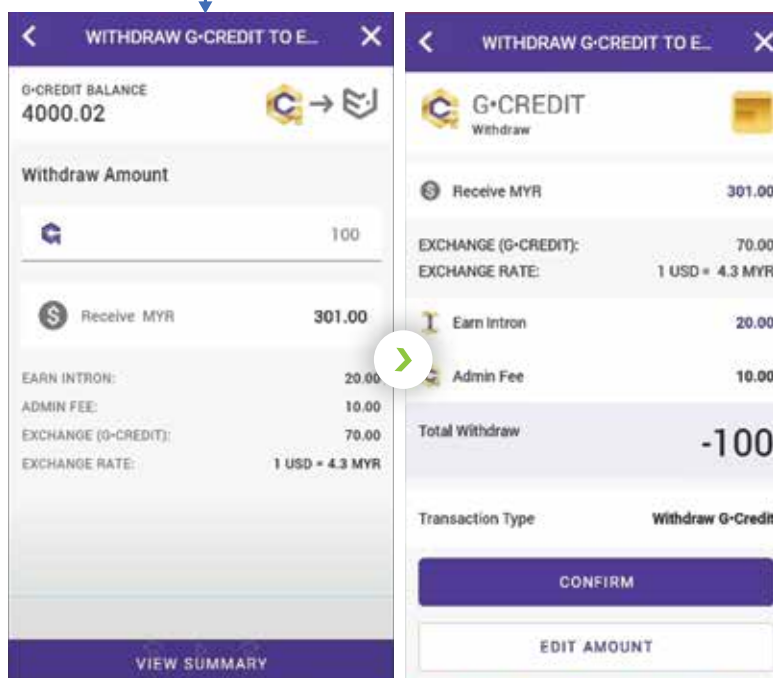 WITHDRAW G•CREDIT TO E...
G•CREDIT BALANCE
4000.02
Withdraw Amount
100
Receive MYR 301.00
EARN INTRON: 20.00
ADMIN FEE: 10.00
EXCHANGE (G•CREDIT): 70.00
EXCHANGE RATE: 1 USD = 4.3 MYR
VIEW SUMMARY
WITHDRAW G•CREDIT TO E...
G•CREDIT
Withdraw
Receive MYR 301.00
EXCHANGE (G•CREDIT): 70.00
EXCHANGE RATE: 1 USD = 4.3 MYR
Earn Intron 20.00
Admin Fee 10.00
Total Withdraw -100
Transaction Type Withdraw G•Credit
CONFIRM
EDIT AMOUNT